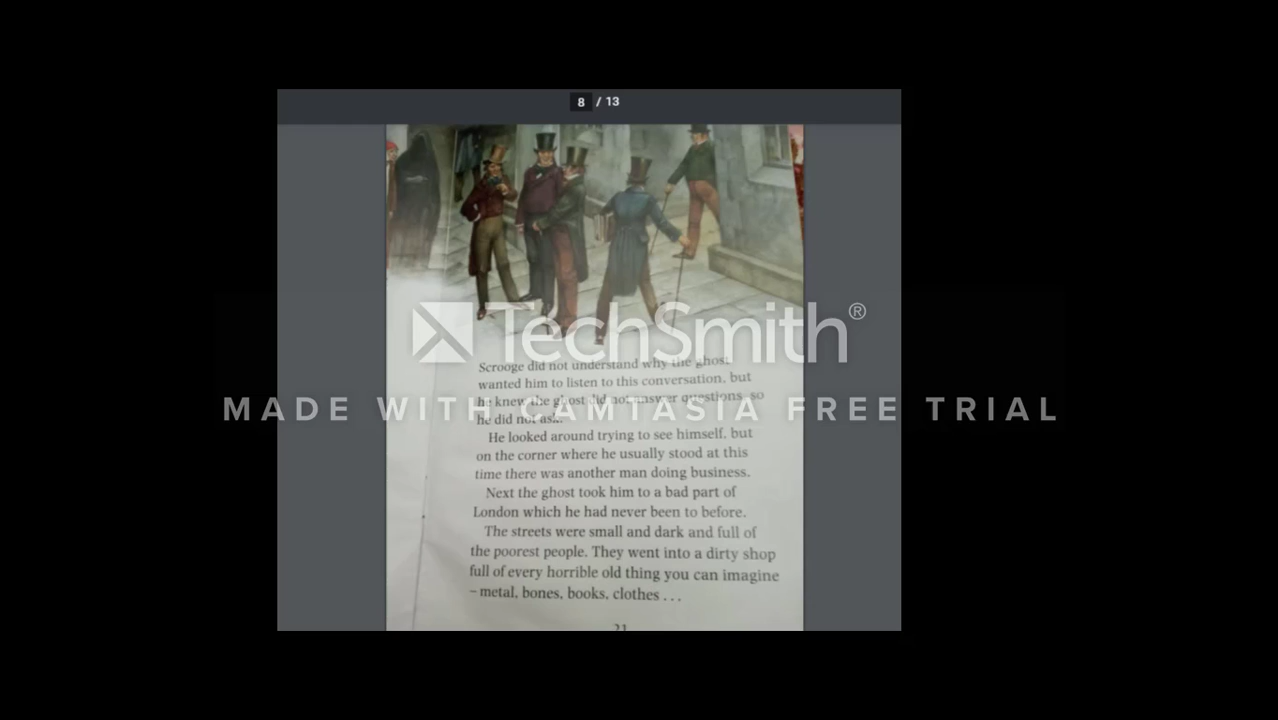 8 / 13
TechSmith®
MADE WITH CAMTASIA FREE TRIAL
Scrooge did not understand why the ghost
wanted him to listen to this conversation, but
he knew the ghost did not answer questions, so
he did not ask.
He looked around trying to see himself, but
on the corner where he usually stood at this
time there was another man doing business.
Next the ghost took him to a bad part of
London which he had never been to before.
The streets were small and dark and full of
the poorest people. They went into a dirty shop
full of every horrible old thing you can imagine
– metal, bones, books, clothes . . .
21